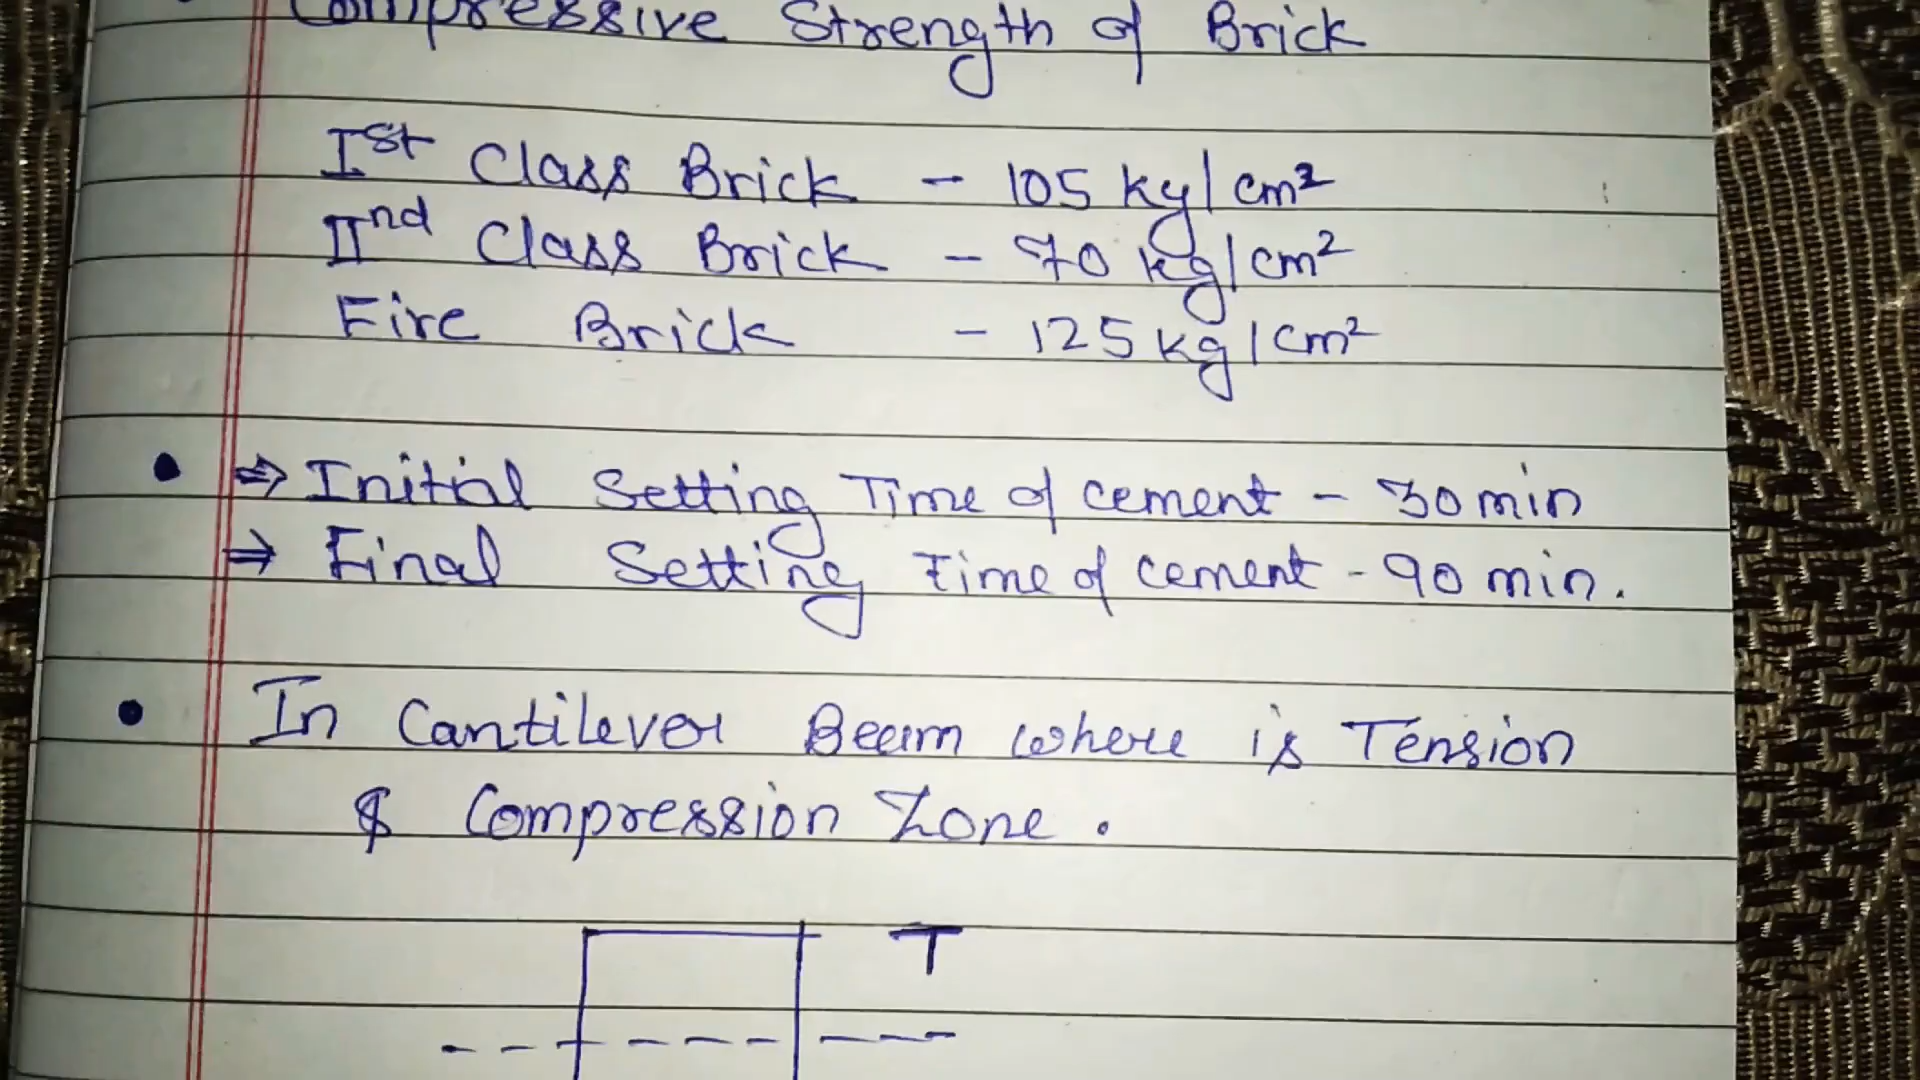 Compressive Strength of Brick
Ist Class Brick - 105 kg/cm²
IInd Class Brick - 70 kg/cm²
Fire Brick - 125 kg/cm²
• ⇒ Initial Setting Time of cement - 30 min
⇒ Final Setting Time of cement - 90 min.
• In Cantilever Beam where is Tension
& Compression Zone.
T